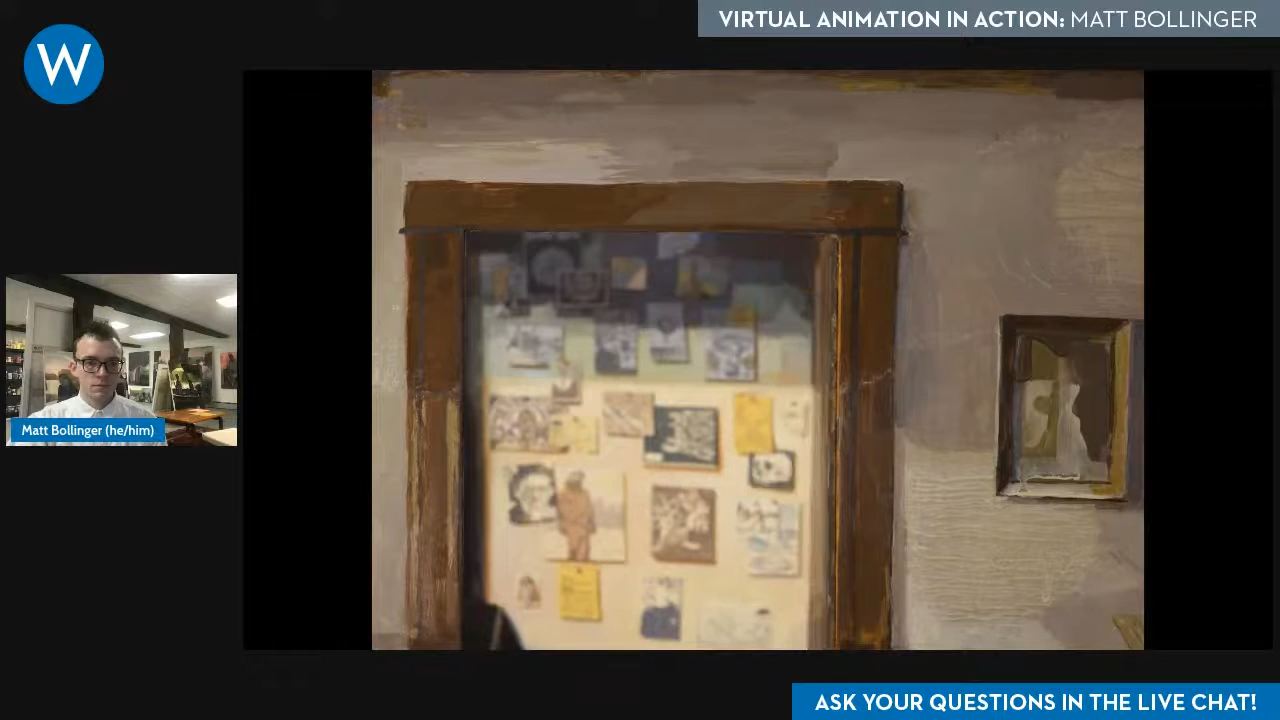 VIRTUAL ANIMATION IN ACTION: MATT BOLLINGER
W
Matt Bollinger (he/him)
ASK YOUR QUESTIONS IN THE LIVE CHAT!